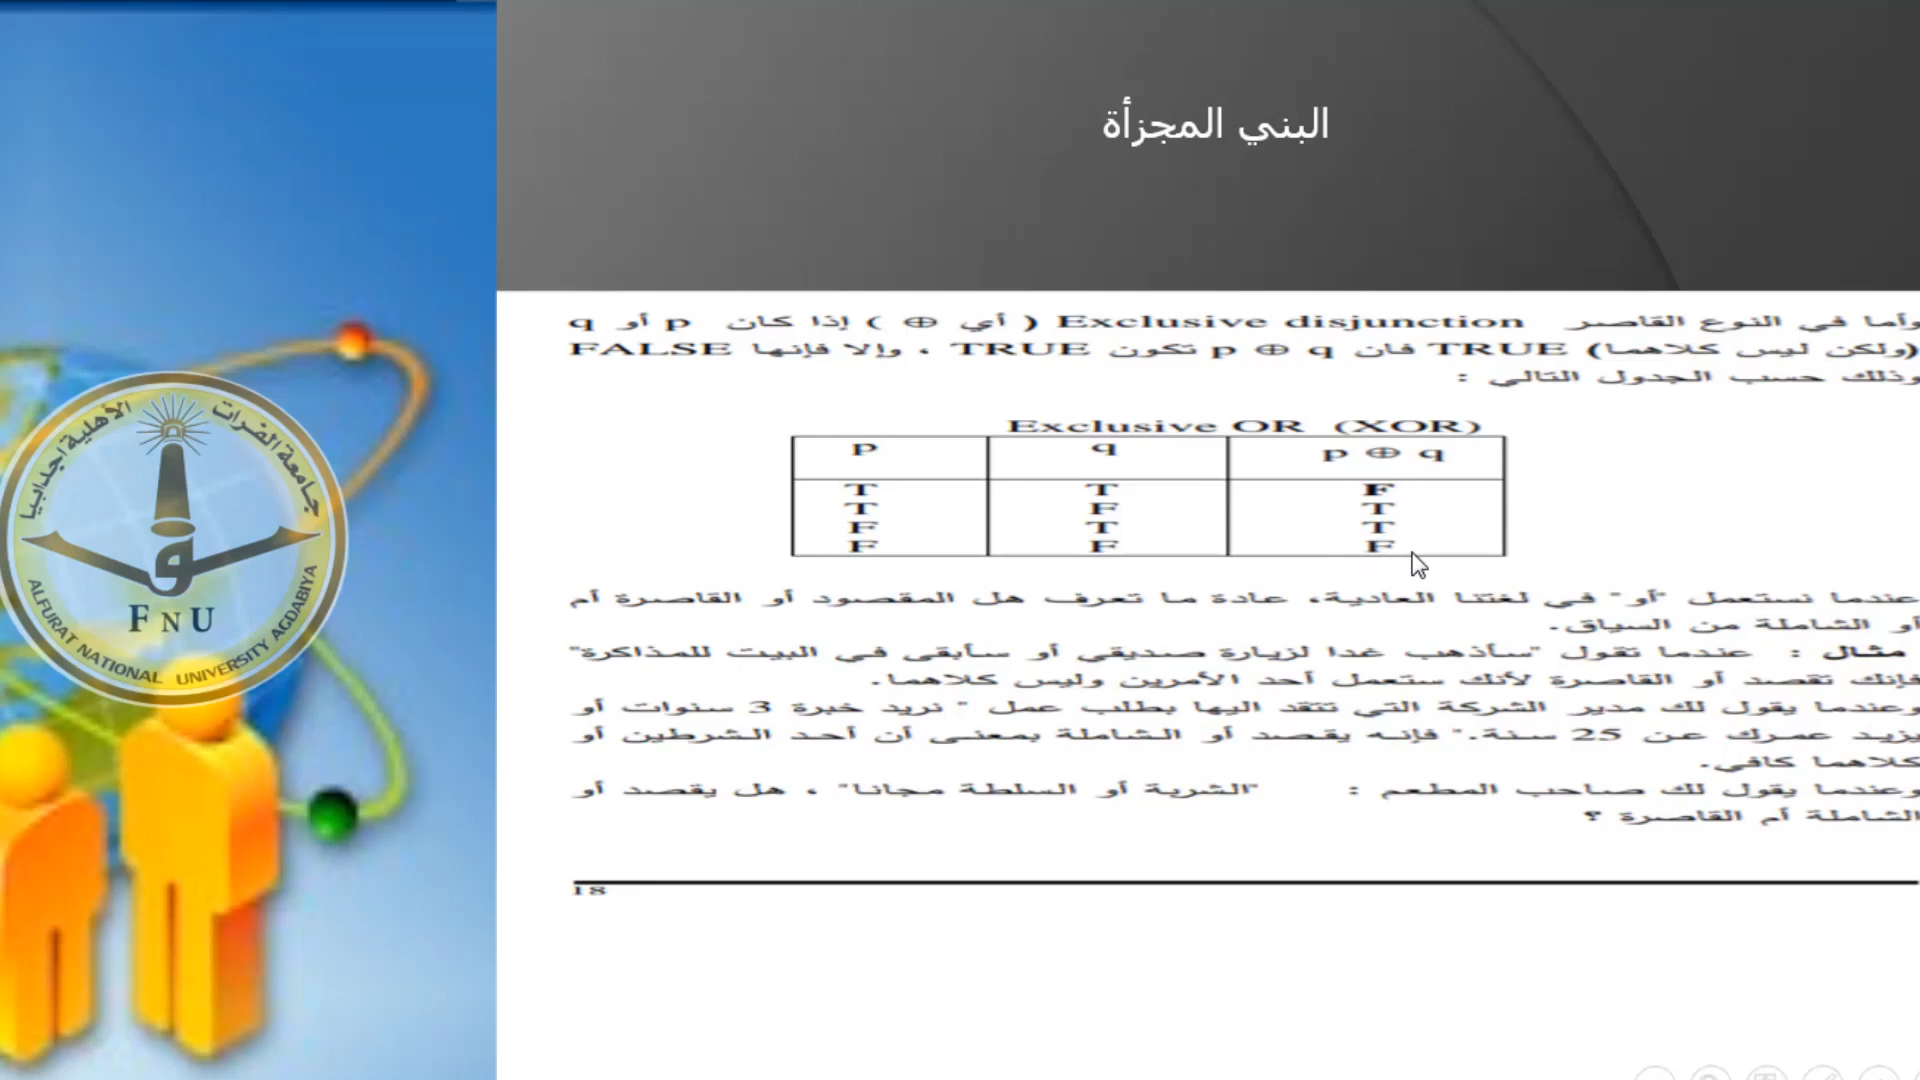 البني المجزأة
وأما في النوع القاصر Exclusive disjunction ( أي ⊕ ) إذا كان p أو q
(ولكن ليس كلاهما) TRUE فان p ⊕ q تكون TRUE ، وإلا فإنها FALSE
وذلك حسب الجدول التالي :
Exclusive OR (XOR)
p q p ⊕ q
T T F
T F T
F T T
F F F
عندما نستعمل "أو" في لغتنا العادية، عادة ما تعرف هل المقصود أو القاصرة أم
أو الشاملة من السياق.
مثال : عندما تقول "سأذهب غدا لزيارة صديقي أو سأبقى في البيت للمذاكرة"
فإنك تقصد أو القاصرة لأنك ستعمل أحد الأمرين وليس كلاهما.
وعندما يقول لك مدير الشركة التي تتقد اليها بطلب عمل " نريد خبرة 3 سنوات أو
يزيد عمرك عن 25 سنة." فإنه يقصد أو الشاملة بمعنى أن أحد الشرطين أو
كلاهما كافي.
وعندما يقول لك صاحب المطعم : "الشربة أو السلطة مجانا" ، هل يقصد أو
الشاملة أم القاصرة ؟
18
جامعة الفرات الأهلية اجدابيا
FNU
ALFURAT NATIONAL UNIVERSITY AGDABIYA